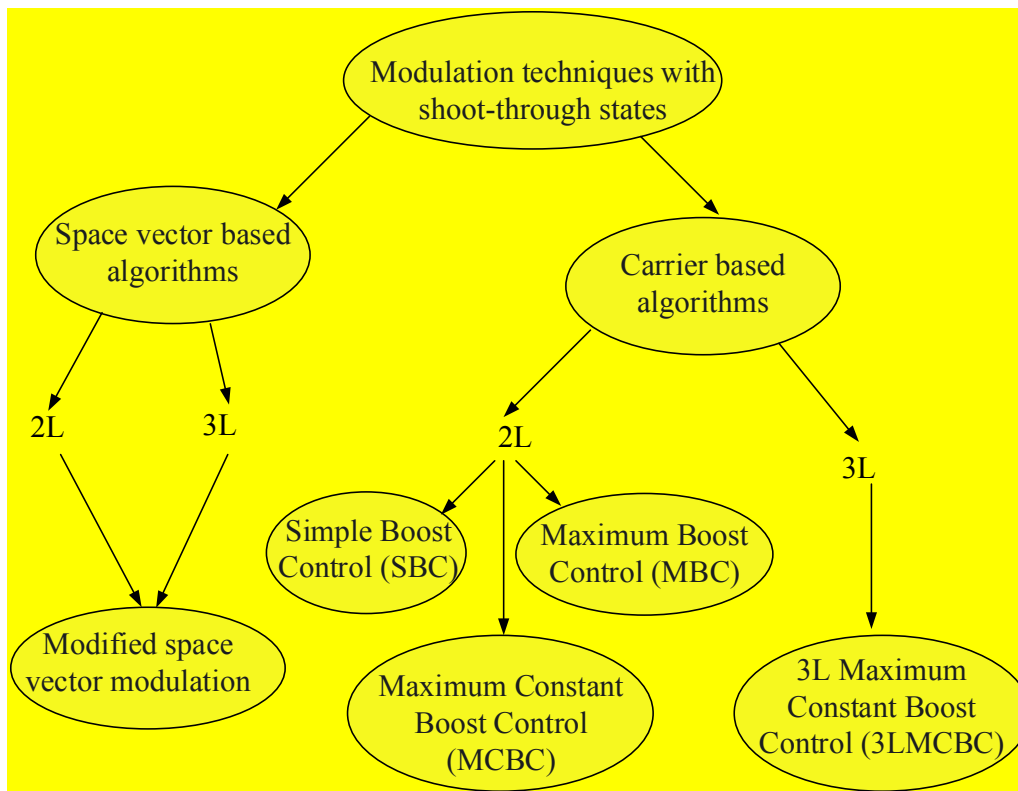 Modulation techniques with
shoot-through states
Space vector based
algorithms
Carrier based
algorithms
2L
3L
2L
3L
Simple Boost
Control (SBC)
Maximum Boost
Control (MBC)
Modified space
vector modulation
Maximum Constant
Boost Control
(MCBC)
3L Maximum
Constant Boost
Control (3LMCBC)